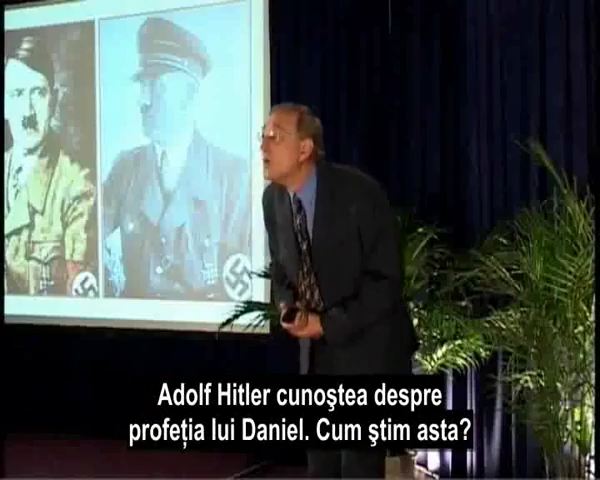 Adolf Hitler cunoştea despre
profeţia lui Daniel. Cum ştim asta?